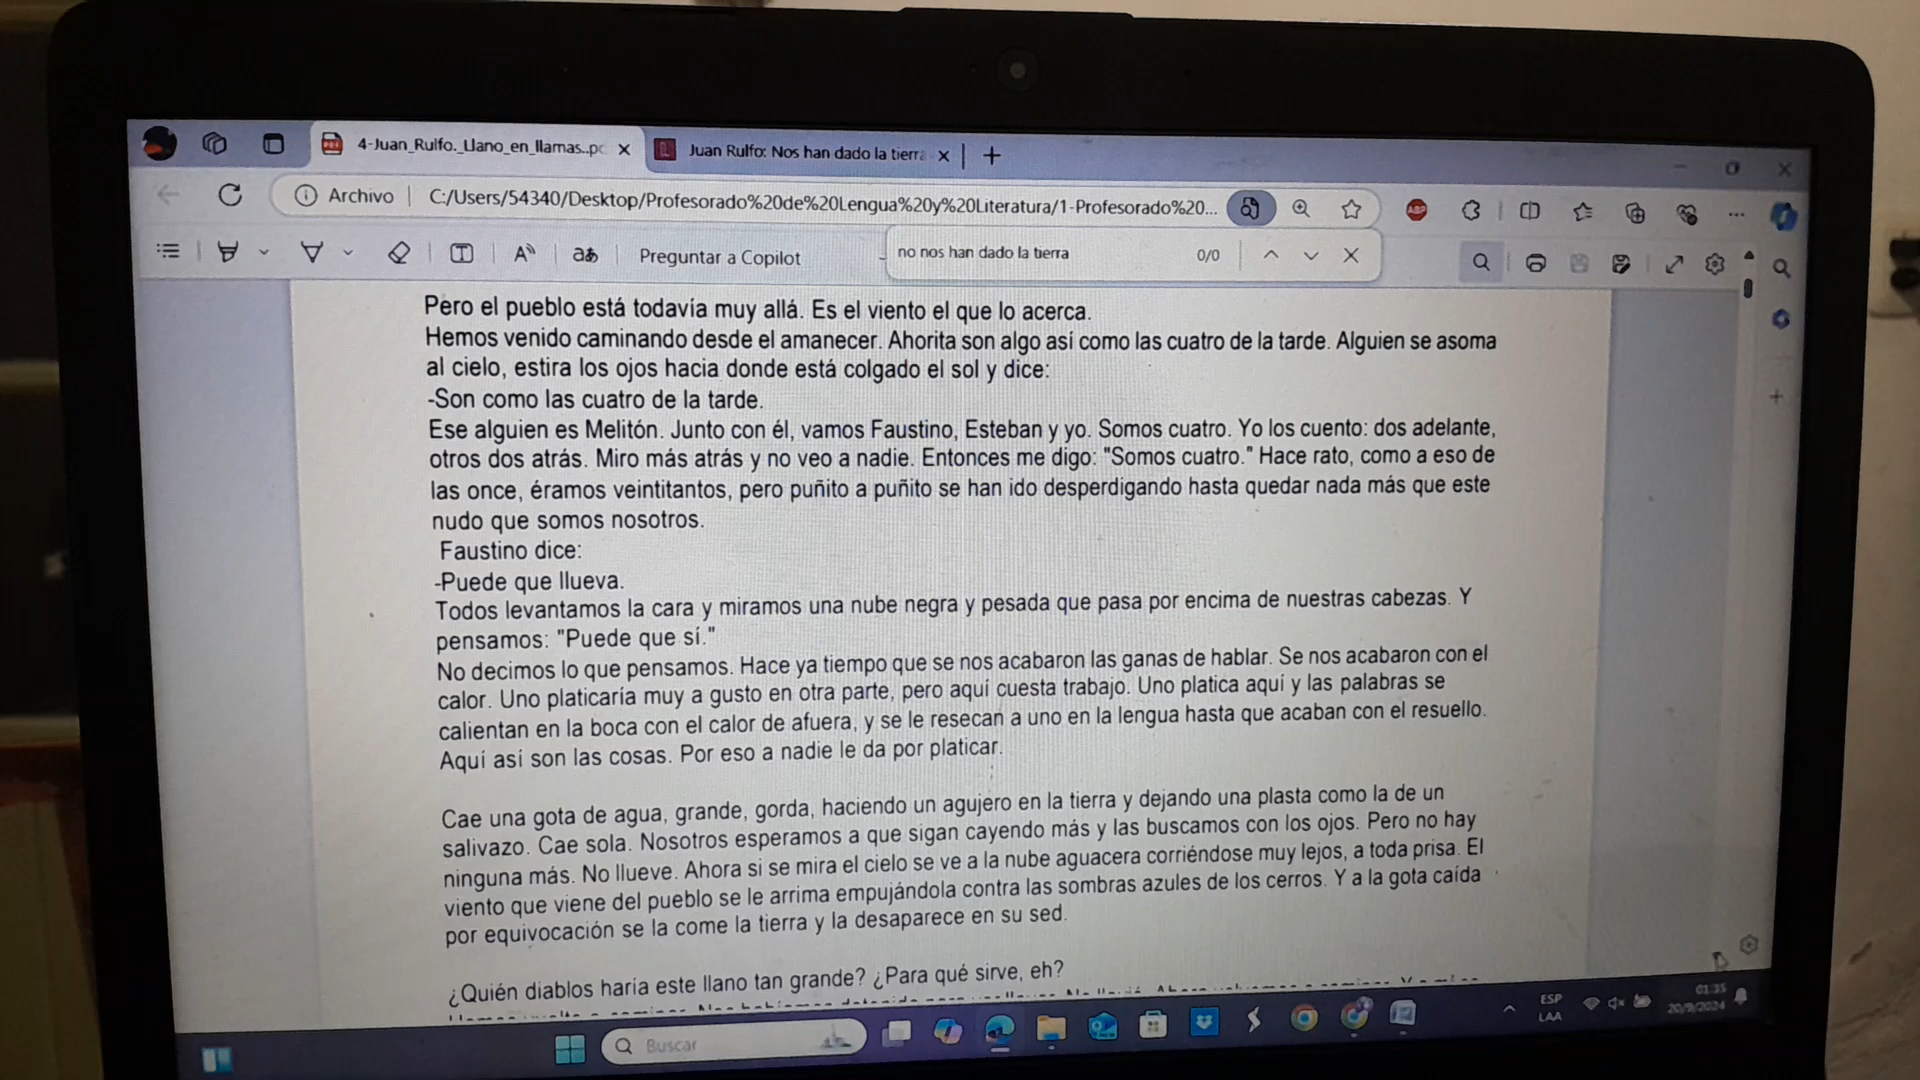 4-Juan_Rulfo._Llano_en_llamas..pd
Juan Rulfo: Nos han dado la tierra
Archivo
C:/Users/54340/Desktop/Profesorado%20de%20Lengua%20y%20Literatura/1-Profesorado%20...
ABP
Preguntar a Copilot
no nos han dado la tierra
0/0
Pero el pueblo está todavía muy allá. Es el viento el que lo acerca.
Hemos venido caminando desde el amanecer. Ahorita son algo así como las cuatro de la tarde. Alguien se asoma
al cielo, estira los ojos hacia donde está colgado el sol y dice:
-Son como las cuatro de la tarde.
Ese alguien es Melitón. Junto con él, vamos Faustino, Esteban y yo. Somos cuatro. Yo los cuento: dos adelante,
otros dos atrás. Miro más atrás y no veo a nadie. Entonces me digo: "Somos cuatro." Hace rato, como a eso de
las once, éramos veintitantos, pero puñito a puñito se han ido desperdigando hasta quedar nada más que este
nudo que somos nosotros.
Faustino dice:
-Puede que llueva.
Todos levantamos la cara y miramos una nube negra y pesada que pasa por encima de nuestras cabezas. Y
pensamos: "Puede que sí."
No decimos lo que pensamos. Hace ya tiempo que se nos acabaron las ganas de hablar. Se nos acabaron con el
calor. Uno platicaría muy a gusto en otra parte, pero aquí cuesta trabajo. Uno platica aquí y las palabras se
calientan en la boca con el calor de afuera, y se le resecan a uno en la lengua hasta que acaban con el resuello.
Aquí así son las cosas. Por eso a nadie le da por platicar.
Cae una gota de agua, grande, gorda, haciendo un agujero en la tierra y dejando una plasta como la de un
salivazo. Cae sola. Nosotros esperamos a que sigan cayendo más y las buscamos con los ojos. Pero no hay
ninguna más. No llueve. Ahora si se mira el cielo se ve a la nube aguacera corriéndose muy lejos, a toda prisa. El
viento que viene del pueblo se le arrima empujándola contra las sombras azules de los cerros. Y a la gota caída
por equivocación se la come la tierra y la desaparece en su sed.
¿Quién diablos haría este llano tan grande? ¿Para qué sirve, eh?
Buscar
ESP
LAA
01:35
20/9/2024